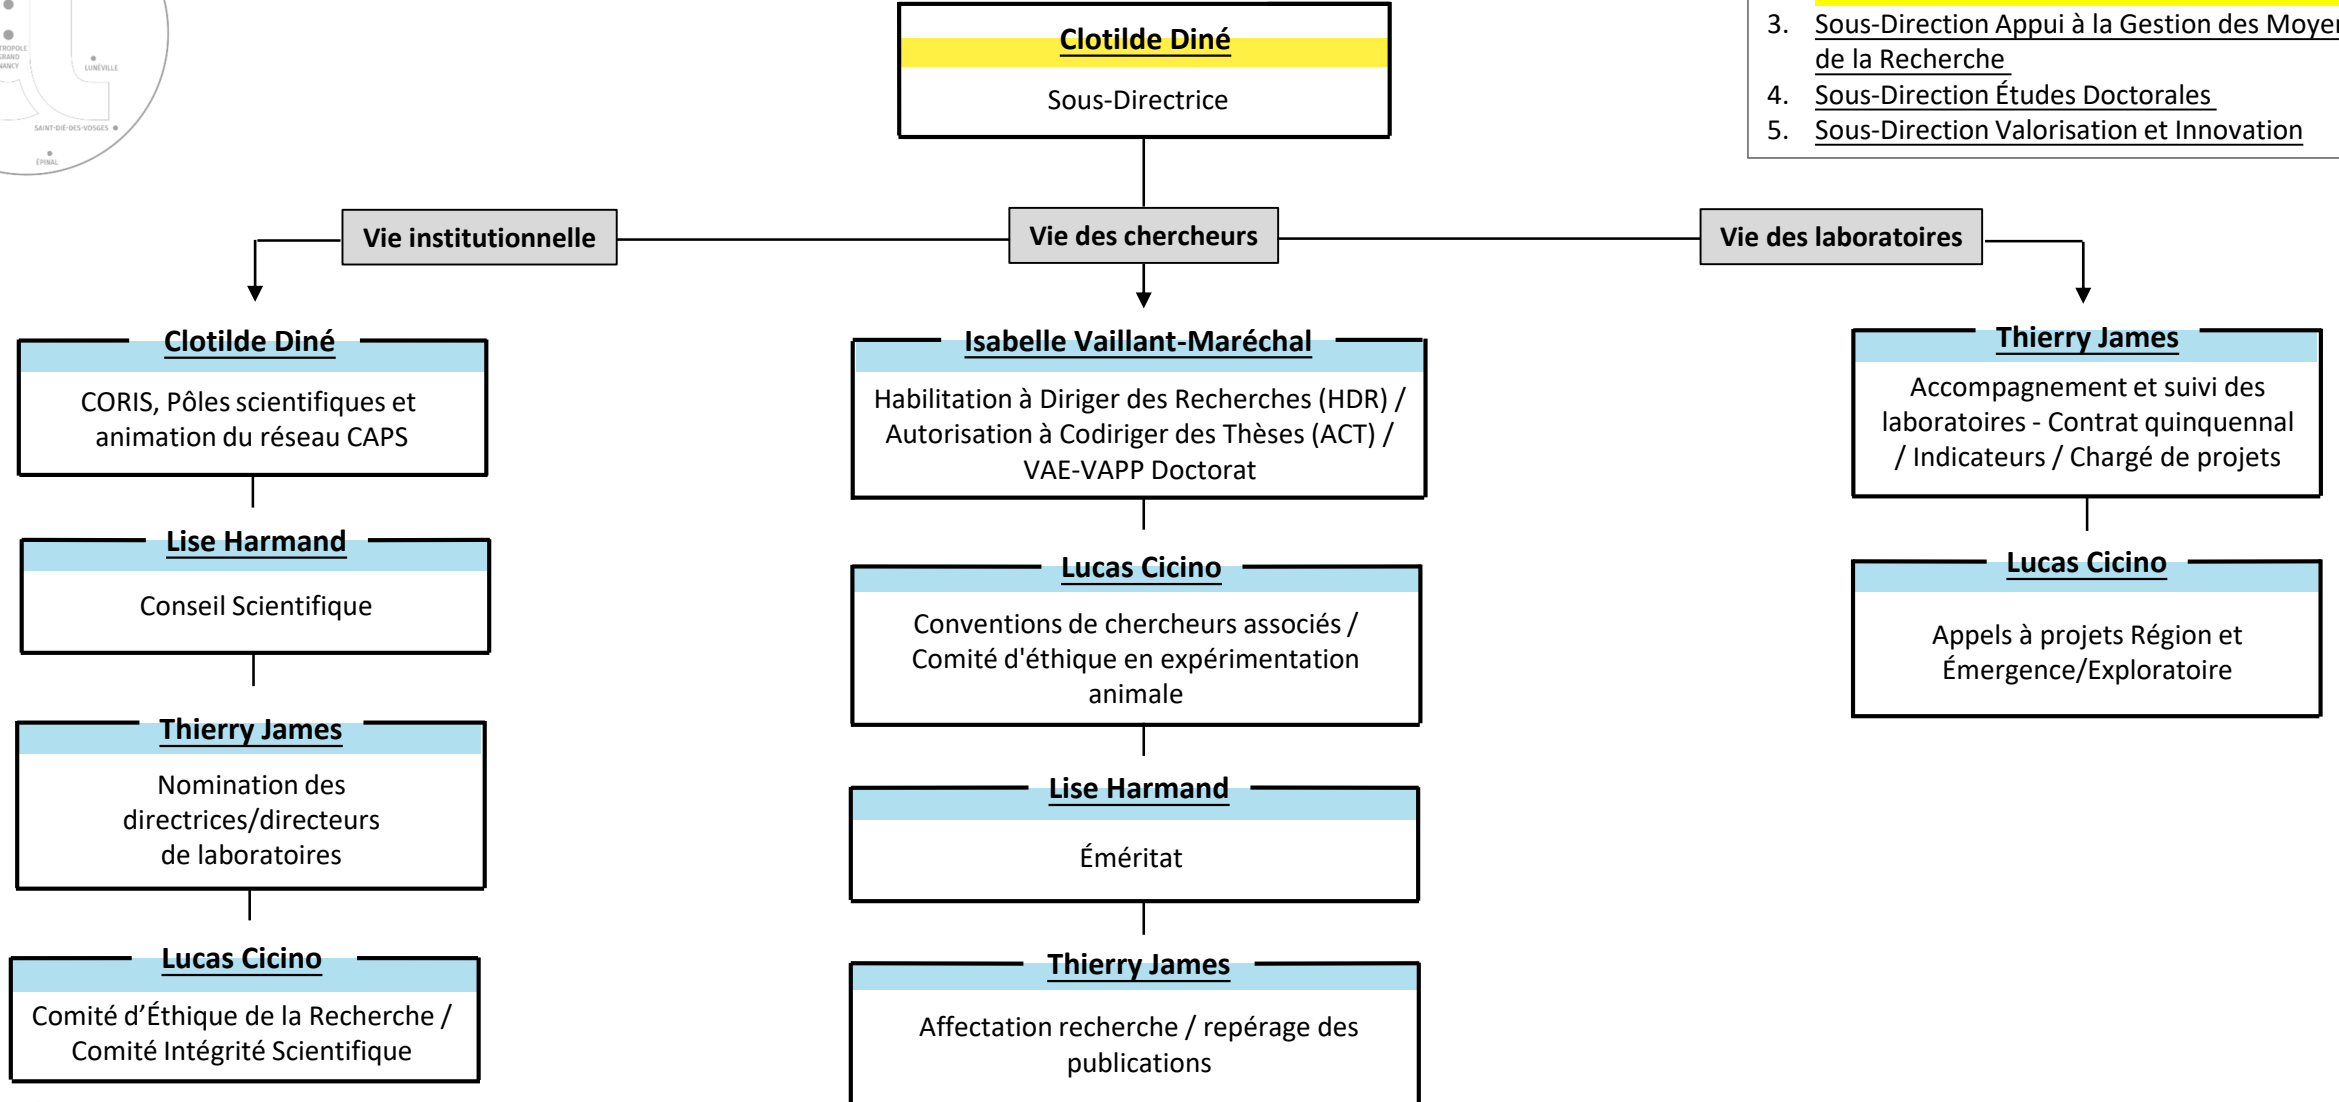 LUNÉVILLE
SAINT-DIÉ-DES-VOSGES
ÉPINAL
Clotilde Diné
Sous-Directrice
3. Sous-Direction Appui à la Gestion des Moyen
de la Recherche
4. Sous-Direction Études Doctorales
5. Sous-Direction Valorisation et Innovation
Vie institutionnelle
Vie des chercheurs
Vie des laboratoires
Clotilde Diné
CORIS, Pôles scientifiques et
animation du réseau CAPS
Lise Harmand
Conseil Scientifique
Thierry James
Nomination des
directrices/directeurs
de laboratoires
Lucas Cicino
Comité d’Éthique de la Recherche /
Comité Intégrité Scientifique
Isabelle Vaillant-Maréchal
Habilitation à Diriger des Recherches (HDR) /
Autorisation à Codiriger des Thèses (ACT) /
VAE-VAPP Doctorat
Lucas Cicino
Conventions de chercheurs associés /
Comité d'éthique en expérimentation
animale
Lise Harmand
Éméritat
Thierry James
Affectation recherche / repérage des
publications
Thierry James
Accompagnement et suivi des
laboratoires - Contrat quinquennal
/ Indicateurs / Chargé de projets
Lucas Cicino
Appels à projets Région et
Émergence/Exploratoire